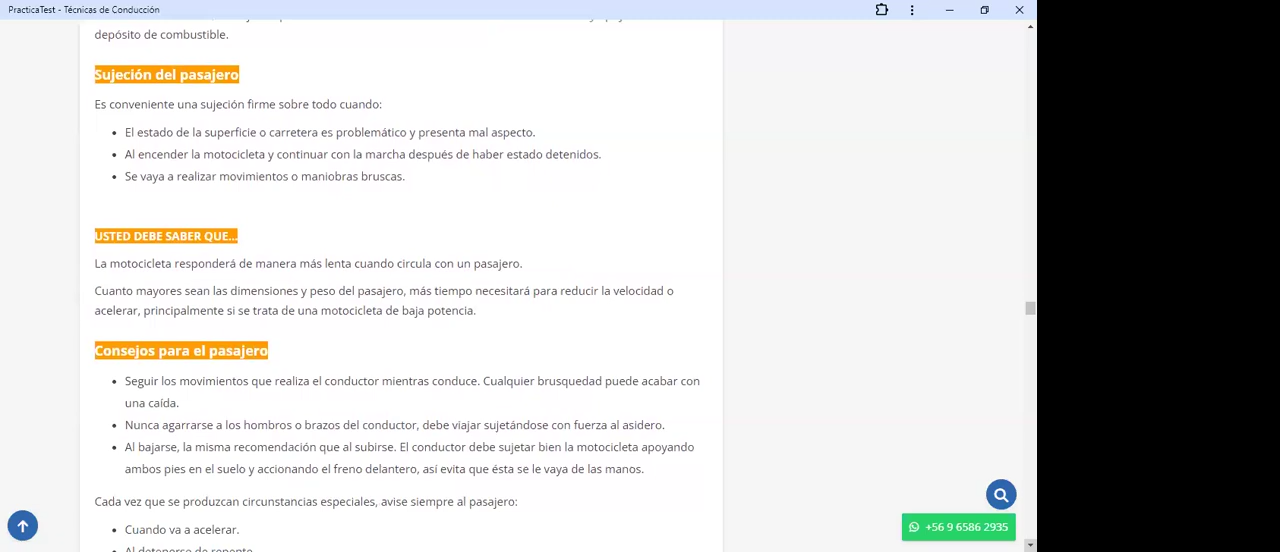 PracticaTest - Técnicas de Conducción
depósito de combustible.
Sujeción del pasajero
Es conveniente una sujeción firme sobre todo cuando:
• El estado de la superficie o carretera es problemático y presenta mal aspecto.
• Al encender la motocicleta y continuar con la marcha después de haber estado detenidos.
• Se vaya a realizar movimientos o maniobras bruscas.
USTED DEBE SABER QUE...
La motocicleta responderá de manera más lenta cuando circula con un pasajero.
Cuanto mayores sean las dimensiones y peso del pasajero, más tiempo necesitará para reducir la velocidad o
acelerar, principalmente si se trata de una motocicleta de baja potencia.
Consejos para el pasajero
• Seguir los movimientos que realiza el conductor mientras conduce. Cualquier brusquedad puede acabar con
una caída.
• Nunca agarrarse a los hombros o brazos del conductor, debe viajar sujetándose con fuerza al asidero.
• Al bajarse, la misma recomendación que al subirse. El conductor debe sujetar bien la motocicleta apoyando
ambos pies en el suelo y accionando el freno delantero, así evita que ésta se le vaya de las manos.
Cada vez que se produzcan circunstancias especiales, avise siempre al pasajero:
• Cuando va a acelerar.
• Al detenerse de repente.
+56 9 6586 2935